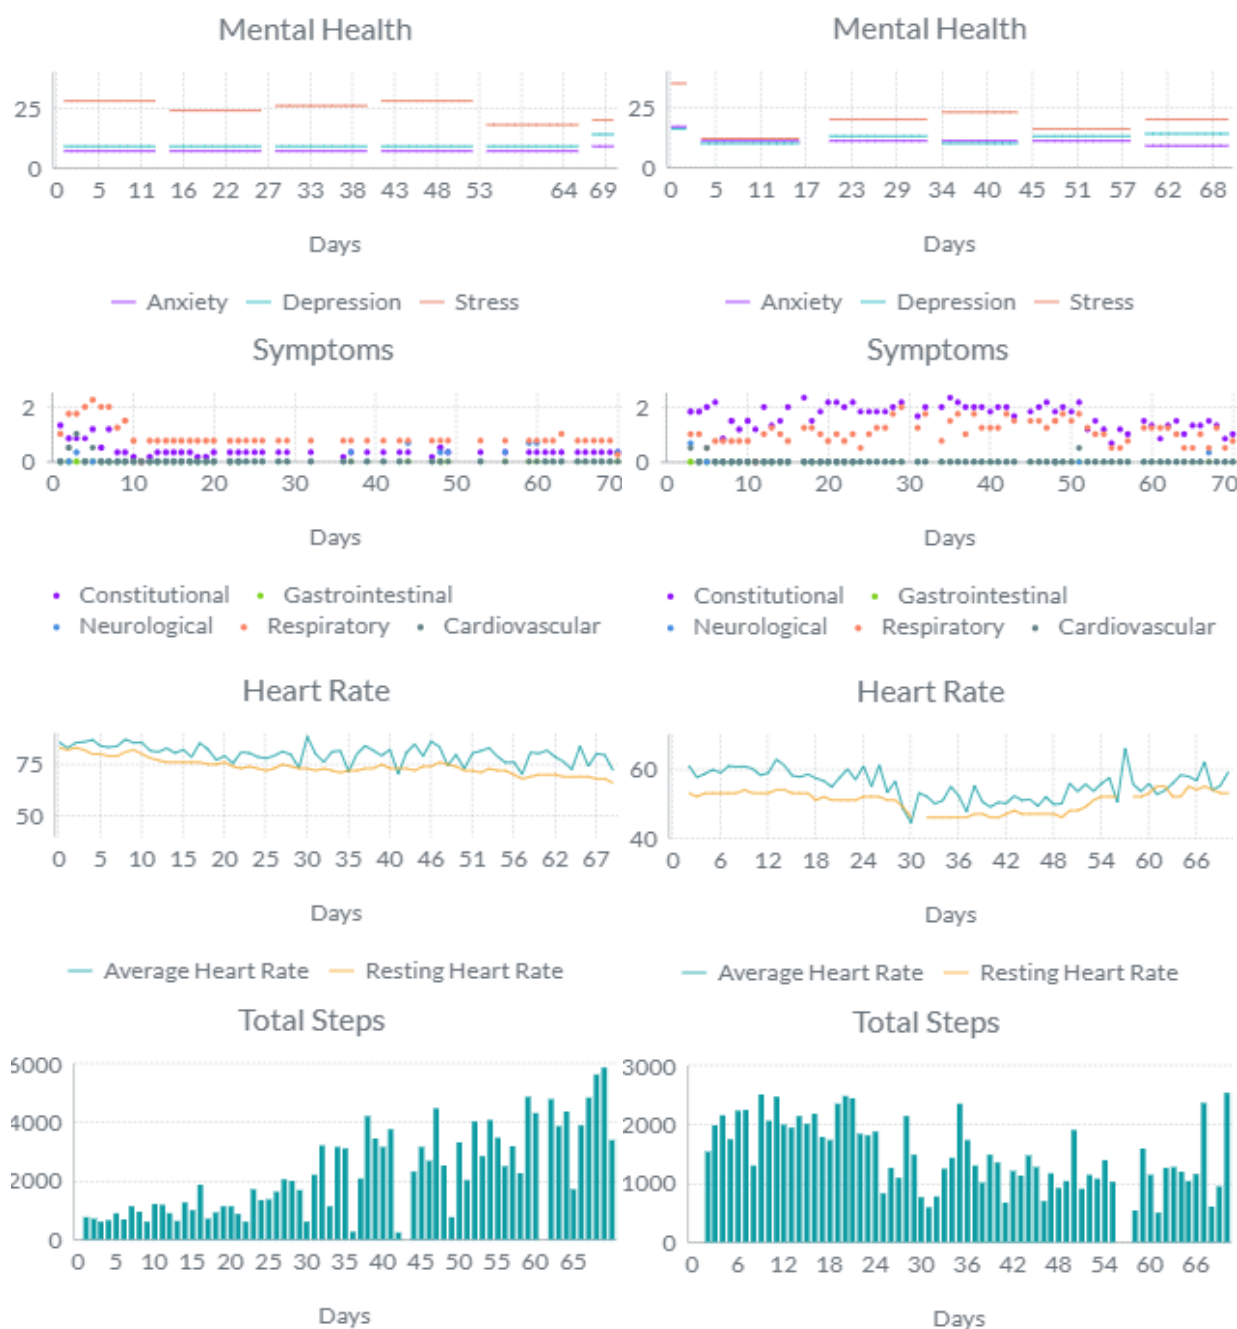 Mental Health
25
0
0 5 11 16 22 27 33 38 43 48 53 64 69
Days
Anxiety Depression Stress
Symptoms
2
0
0 10 20 30 40 50 60 70
Days
Constitutional Gastrointestinal
Neurological Respiratory Cardiovascular
Heart Rate
75
50
0 5 10 15 20 25 30 35 40 46 51 56 62 67
Days
Average Heart Rate Resting Heart Rate
Total Steps
6000
4000
2000
0
0 5 10 15 20 25 30 35 40 45 50 55 60 65
Days
Mental Health
25
0
0 5 11 17 23 29 34 40 45 51 57 62 68
Days
Anxiety Depression Stress
Symptoms
2
0
0 10 20 30 40 50 60 70
Days
Constitutional Gastrointestinal
Neurological Respiratory Cardiovascular
Heart Rate
60
40
0 6 12 18 24 30 36 42 48 54 60 66
Days
Average Heart Rate Resting Heart Rate
Total Steps
3000
2000
1000
0
0 6 12 18 24 30 36 42 48 54 60 66
Days